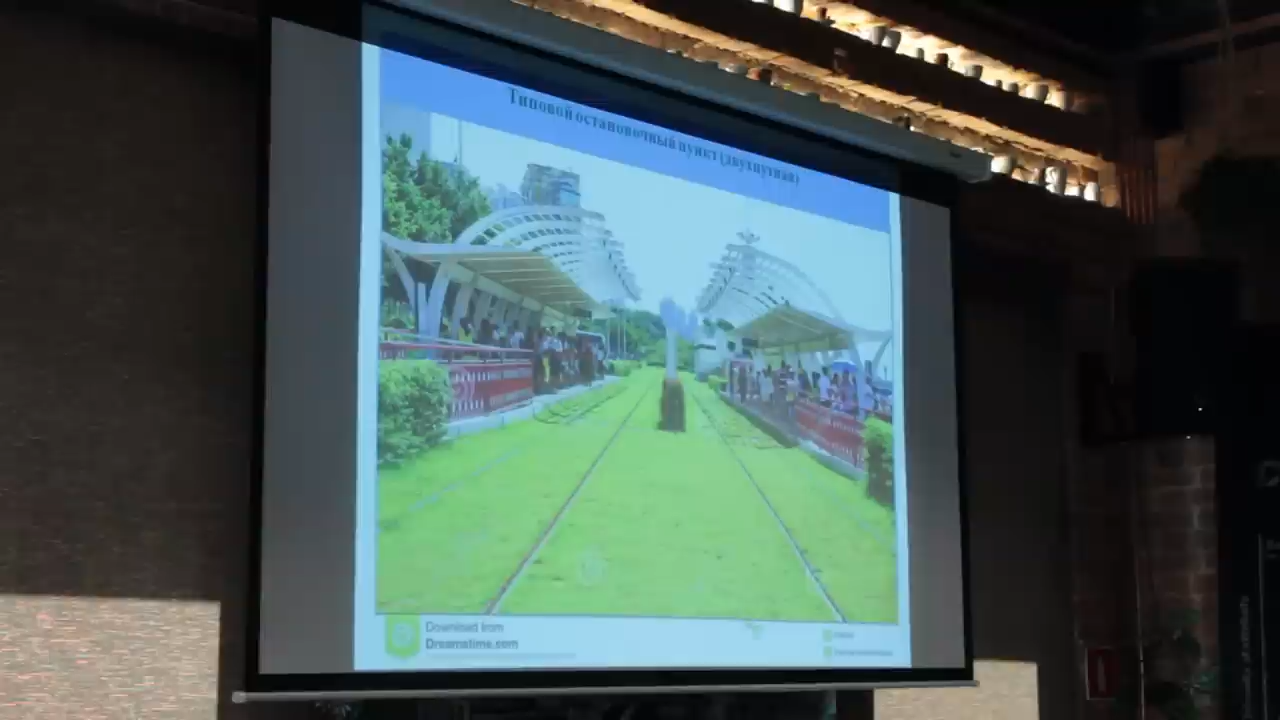 Типовой остановочный пункт (двухпутная)
Download from
Dreamstime.com